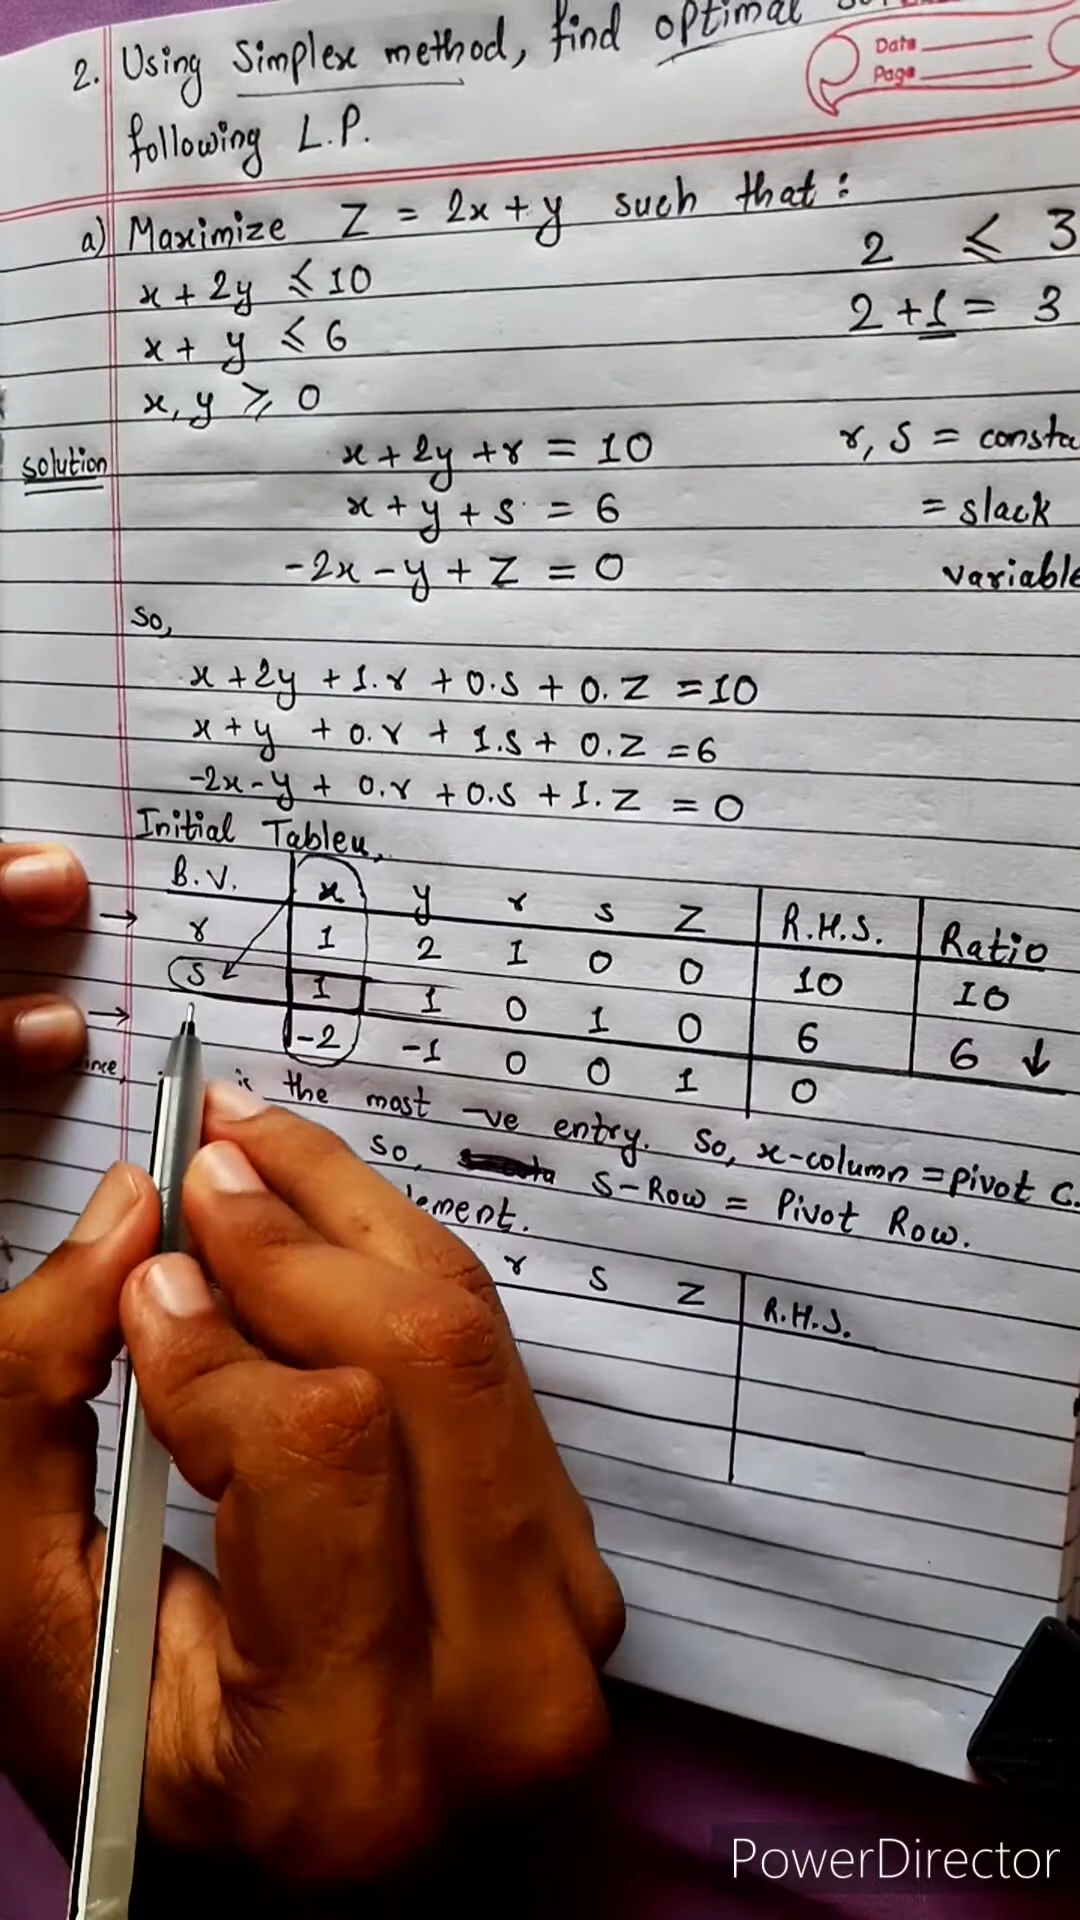 2. Using Simplex method, find optimal
Date
Page
following L.P.
a) Maximize Z = 2x + y such that :
x + 2y ≤ 10
2 ≤ 3
x + y ≤ 6
2 + 1 = 3
x, y ≥ 0
solution
x + 2y + r = 10
r, s = consta
x + y + s = 6
= slack
-2x - y + Z = 0
variable
So,
x + 2y + 1.r + 0.s + 0.Z = 10
x + y + 0.r + 1.s + 0.Z = 6
-2x - y + 0.r + 0.s + 1.Z = 0
Initial Tableu,
B.V. x y r s Z R.H.S. Ratio
→ r 1 2 1 0 0 10 10
s 1 1 0 1 0 6 6 ↓
→ -2 -1 0 0 1 0
ince, is the most -ve entry. So, x-column = pivot C.
So, S-Row = Pivot Row.
lement.
r s Z R.H.S.
PowerDirector